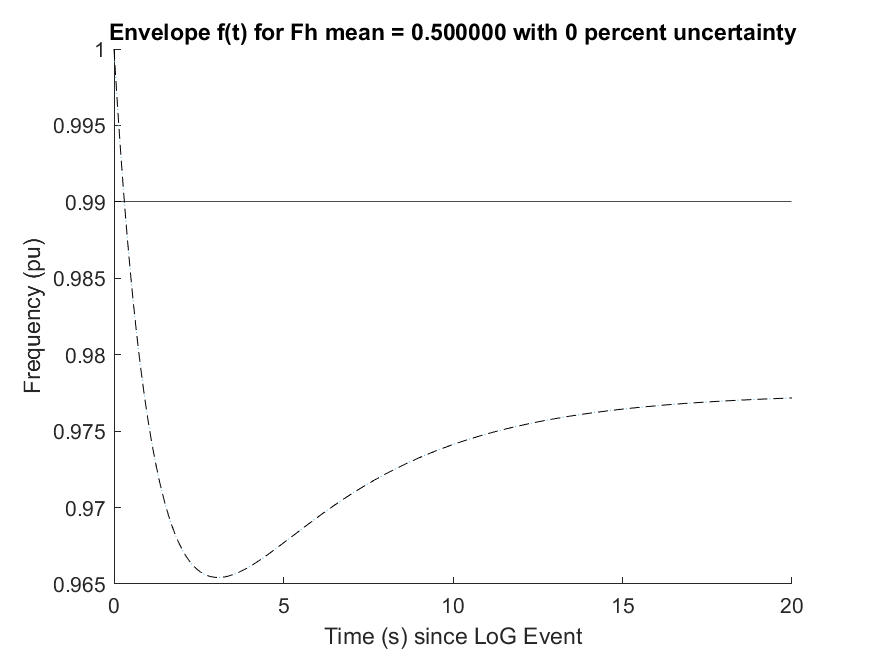 Envelope f(t) for Fh mean = 0.500000 with 0 percent uncertainty
1
0.995
0.99
0.985
0.98
0.975
0.97
0.965
Frequency (pu)
0 5 10 15 20
Time (s) since LoG Event